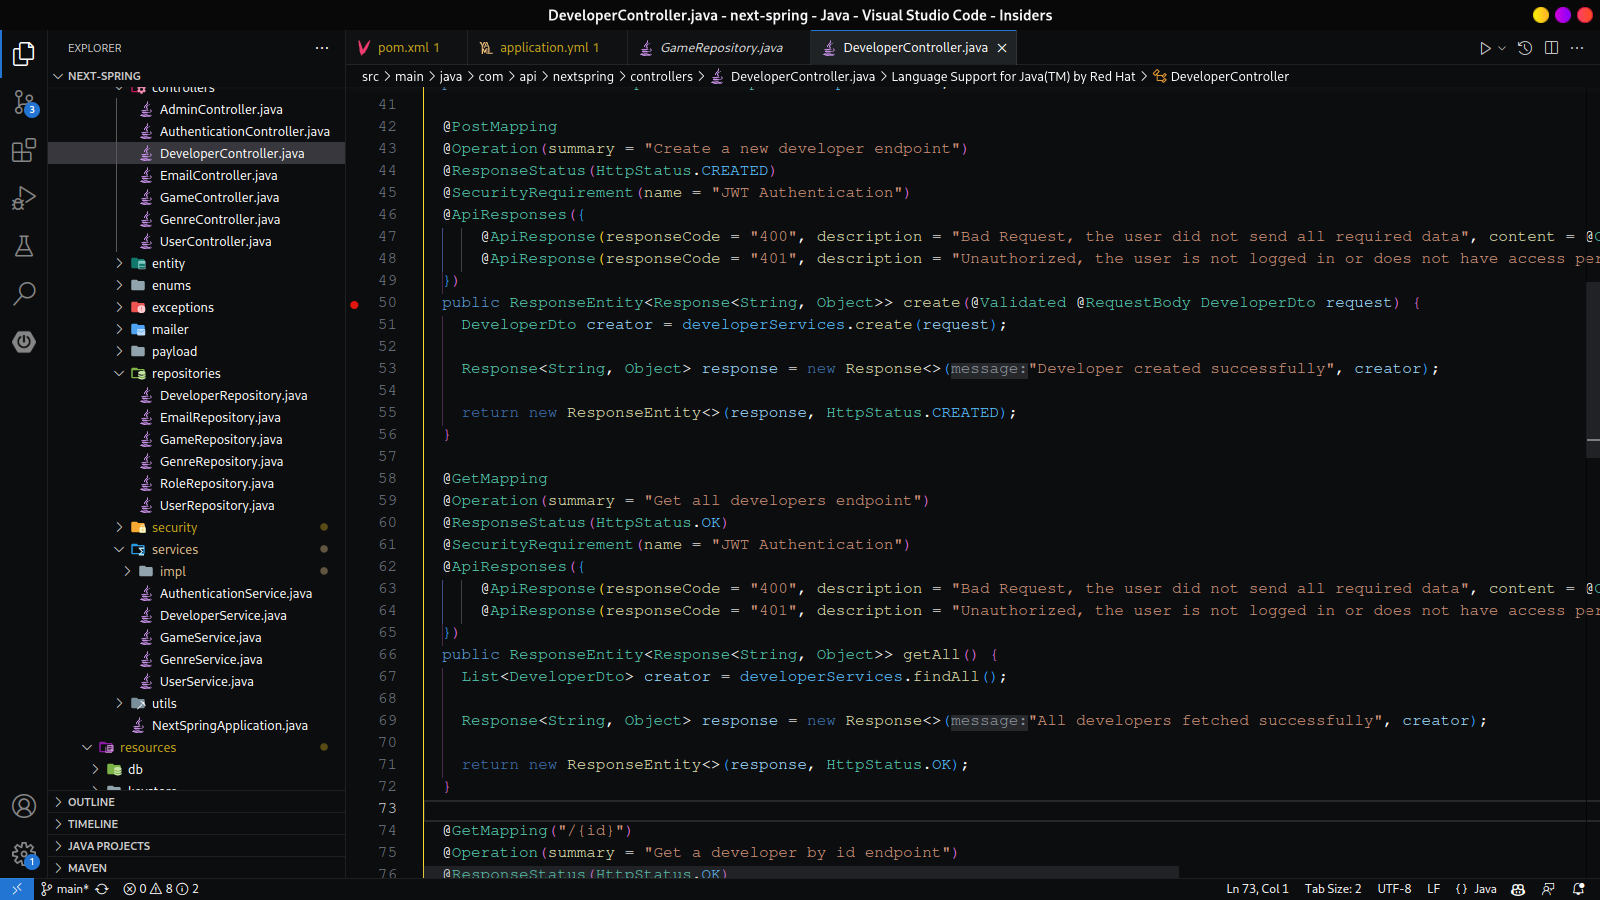 DeveloperController.java - next-spring - Java - Visual Studio Code - Insiders
EXPLORER
pom.xml 1
application.yml 1
GameRepository.java
DeveloperController.java
NEXT-SPRING
src > main > java > com > api > nextspring > controllers > DeveloperController.java > Language Support for Java(TM) by Red Hat > DeveloperController
controllers
AdminController.java
AuthenticationController.java
DeveloperController.java
EmailController.java
GameController.java
GenreController.java
UserController.java
entity
enums
exceptions
mailer
payload
repositories
DeveloperRepository.java
EmailRepository.java
GameRepository.java
GenreRepository.java
RoleRepository.java
UserRepository.java
security
services
impl
AuthenticationService.java
DeveloperService.java
GameService.java
GenreService.java
UserService.java
utils
NextSpringApplication.java
resources
db
OUTLINE
TIMELINE
JAVA PROJECTS
MAVEN
41
42 @PostMapping
43 @Operation(summary = "Create a new developer endpoint")
44 @ResponseStatus(HttpStatus.CREATED)
45 @SecurityRequirement(name = "JWT Authentication")
46 @ApiResponses({
47 @ApiResponse(responseCode = "400", description = "Bad Request, the user did not send all required data", content = @C
48 @ApiResponse(responseCode = "401", description = "Unauthorized, the user is not logged in or does not have access per
49 })
50 public ResponseEntity<Response<String, Object>> create(@Validated @RequestBody DeveloperDto request) {
51 DeveloperDto creator = developerServices.create(request);
52
53 Response<String, Object> response = new Response<>(message:"Developer created successfully", creator);
54
55 return new ResponseEntity<>(response, HttpStatus.CREATED);
56 }
57
58 @GetMapping
59 @Operation(summary = "Get all developers endpoint")
60 @ResponseStatus(HttpStatus.OK)
61 @SecurityRequirement(name = "JWT Authentication")
62 @ApiResponses({
63 @ApiResponse(responseCode = "400", description = "Bad Request, the user did not send all required data", content = @C
64 @ApiResponse(responseCode = "401", description = "Unauthorized, the user is not logged in or does not have access per
65 })
66 public ResponseEntity<Response<String, Object>> getAll() {
67 List<DeveloperDto> creator = developerServices.findAll();
68
69 Response<String, Object> response = new Response<>(message:"All developers fetched successfully", creator);
70
71 return new ResponseEntity<>(response, HttpStatus.OK);
72 }
73
74 @GetMapping("/{id}")
75 @Operation(summary = "Get a developer by id endpoint")
76 @ResponseStatus(HttpStatus.OK)
3
1
main* 0 8 2
Ln 73, Col 1 Tab Size: 2 UTF-8 LF {} Java